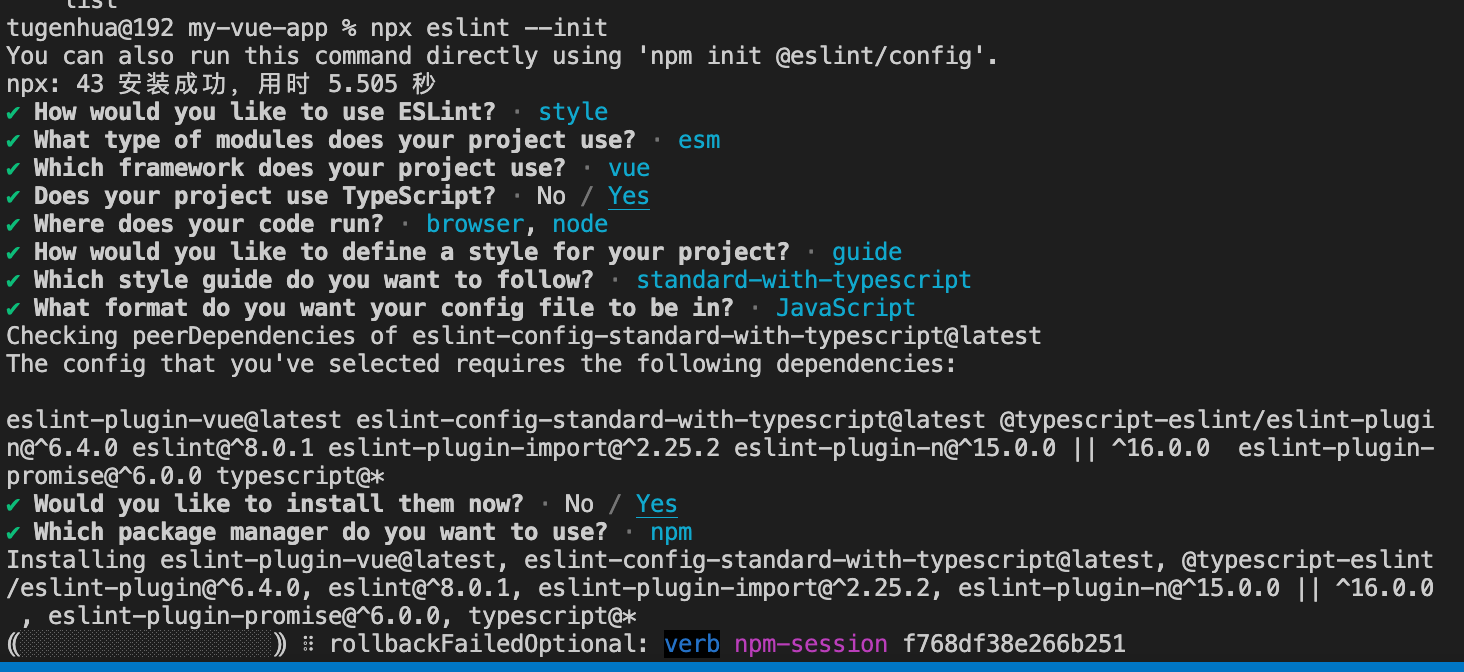 list
tugenhua@192 my-vue-app % npx eslint --init
You can also run this command directly using 'npm init @eslint/config'.
npx: 43 安装成功，用时 5.505 秒
✔ How would you like to use ESLint? · style
✔ What type of modules does your project use? · esm
✔ Which framework does your project use? · vue
✔ Does your project use TypeScript? · No / Yes
✔ Where does your code run? · browser, node
✔ How would you like to define a style for your project? · guide
✔ Which style guide do you want to follow? · standard-with-typescript
✔ What format do you want your config file to be in? · JavaScript
Checking peerDependencies of eslint-config-standard-with-typescript@latest
The config that you've selected requires the following dependencies:
eslint-plugin-vue@latest eslint-config-standard-with-typescript@latest @typescript-eslint/eslint-plugi
n@^6.4.0 eslint@^8.0.1 eslint-plugin-import@^2.25.2 eslint-plugin-n@^15.0.0 || ^16.0.0  eslint-plugin-
promise@^6.0.0 typescript@*
✔ Would you like to install them now? · No / Yes
✔ Which package manager do you want to use? · npm
Installing eslint-plugin-vue@latest, eslint-config-standard-with-typescript@latest, @typescript-eslint
/eslint-plugin@^6.4.0, eslint@^8.0.1, eslint-plugin-import@^2.25.2, eslint-plugin-n@^15.0.0 || ^16.0.0
 , eslint-plugin-promise@^6.0.0, typescript@*
(░░░░░░░░░░░░░░░░░░) ⠸ rollbackFailedOptional: verb npm-session f768df38e266b251